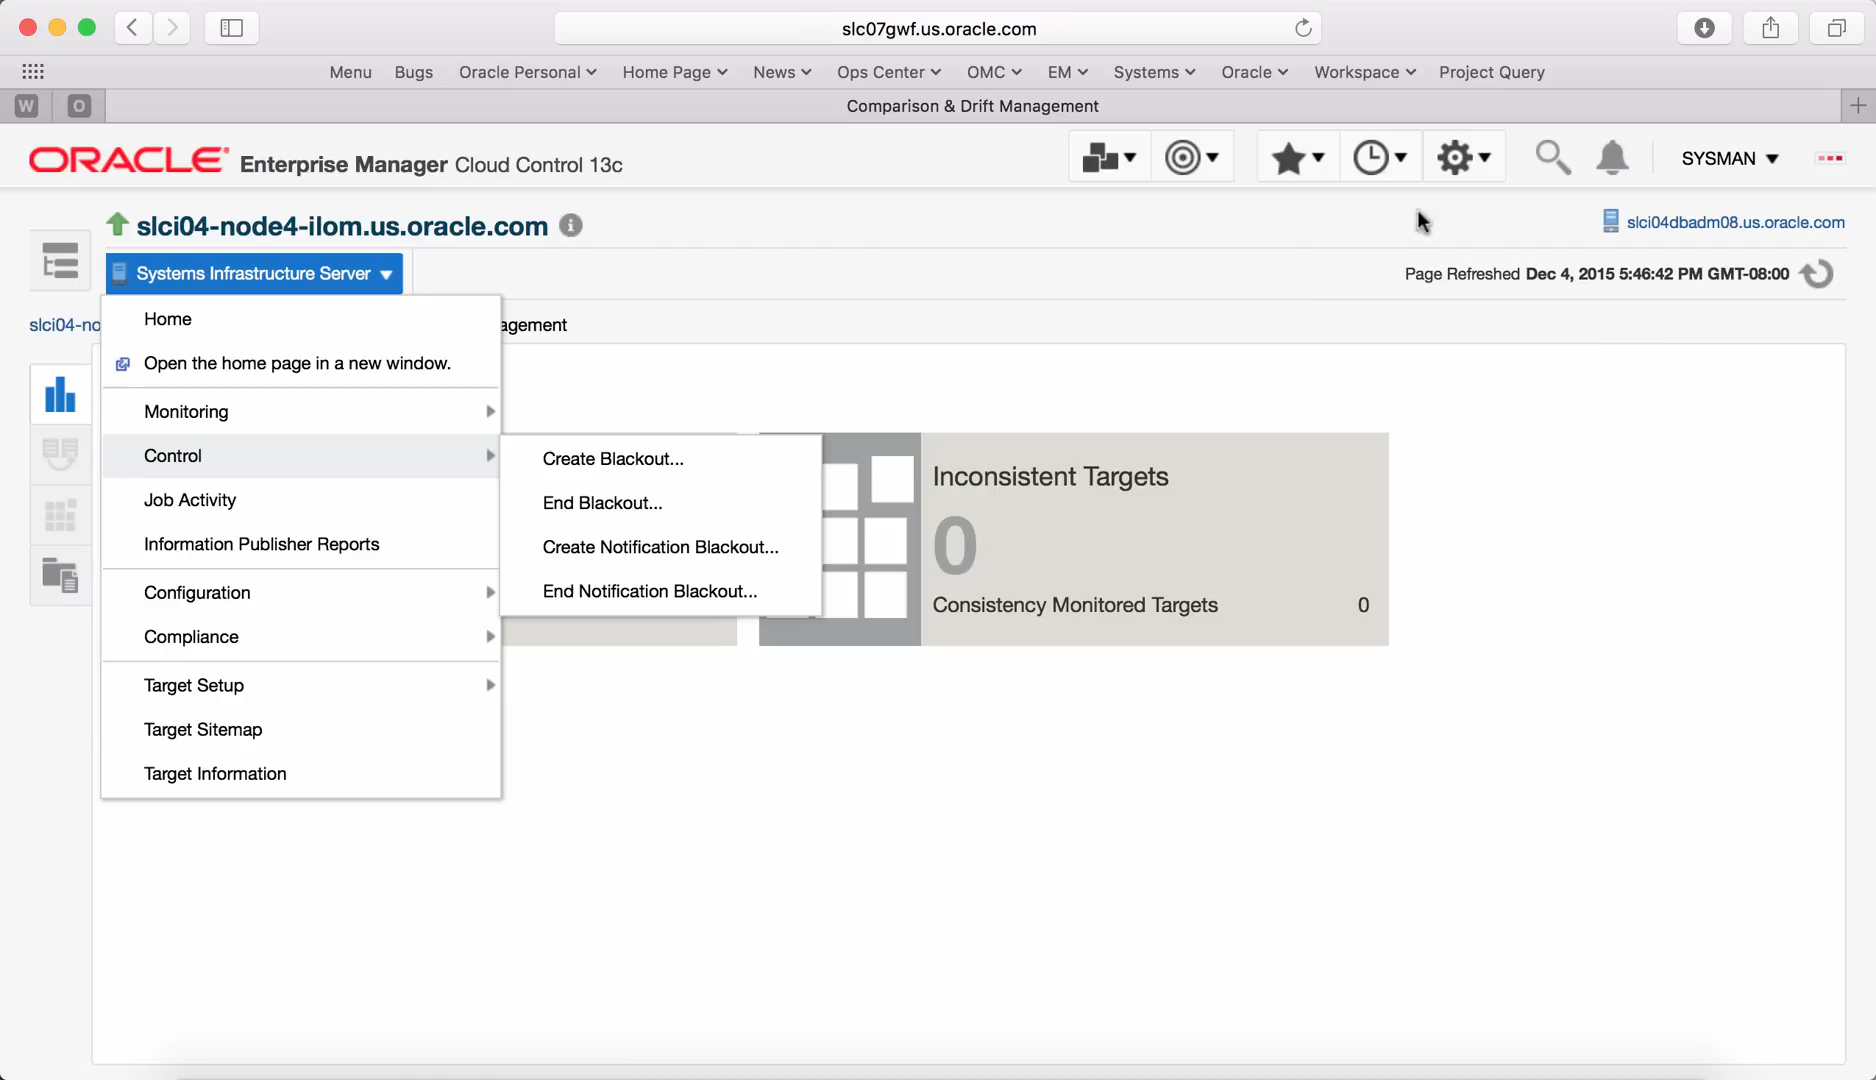 slc07gwf.us.oracle.com
Menu Bugs Oracle Personal Home Page News Ops Center OMC EM Systems Oracle Workspace Project Query
W O Comparison & Drift Management
ORACLE Enterprise Manager Cloud Control 13c SYSMAN
slci04-node4-ilom.us.oracle.com slci04dbadm08.us.oracle.com
Systems Infrastructure Server Page Refreshed Dec 4, 2015 5:46:42 PM GMT-08:00
slci04-no agement
Home
Open the home page in a new window.
Monitoring
Control
Job Activity
Information Publisher Reports
Configuration
Compliance
Target Setup
Target Sitemap
Target Information
Create Blackout...
End Blackout...
Create Notification Blackout...
End Notification Blackout...
Inconsistent Targets
0
Consistency Monitored Targets 0